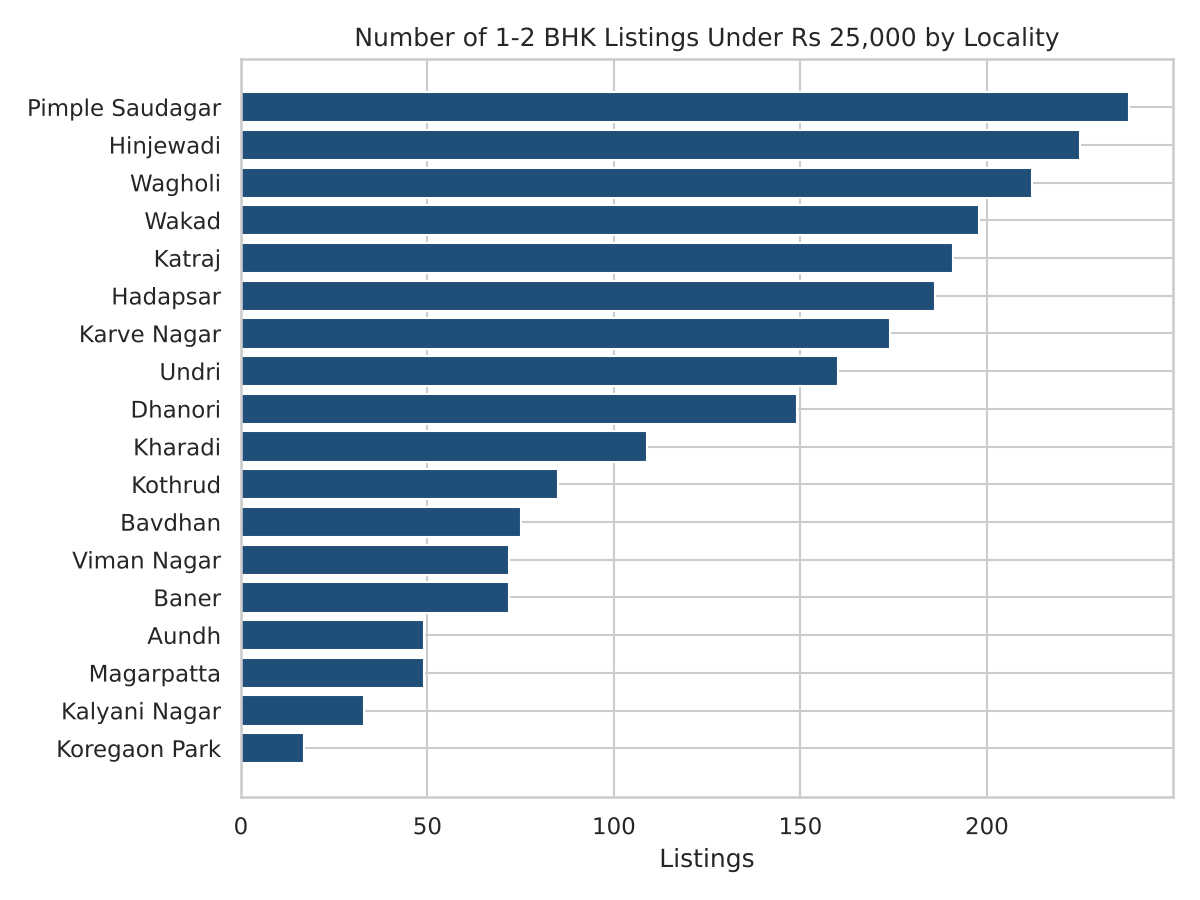 Number of 1-2 BHK Listings Under Rs 25,000 by Locality
Pimple Saudagar
Hinjewadi
Wagholi
Wakad
Katraj
Hadapsar
Karve Nagar
Undri
Dhanori
Kharadi
Kothrud
Bavdhan
Viman Nagar
Baner
Aundh
Magarpatta
Kalyani Nagar
Koregaon Park
0 50 100 150 200
Listings